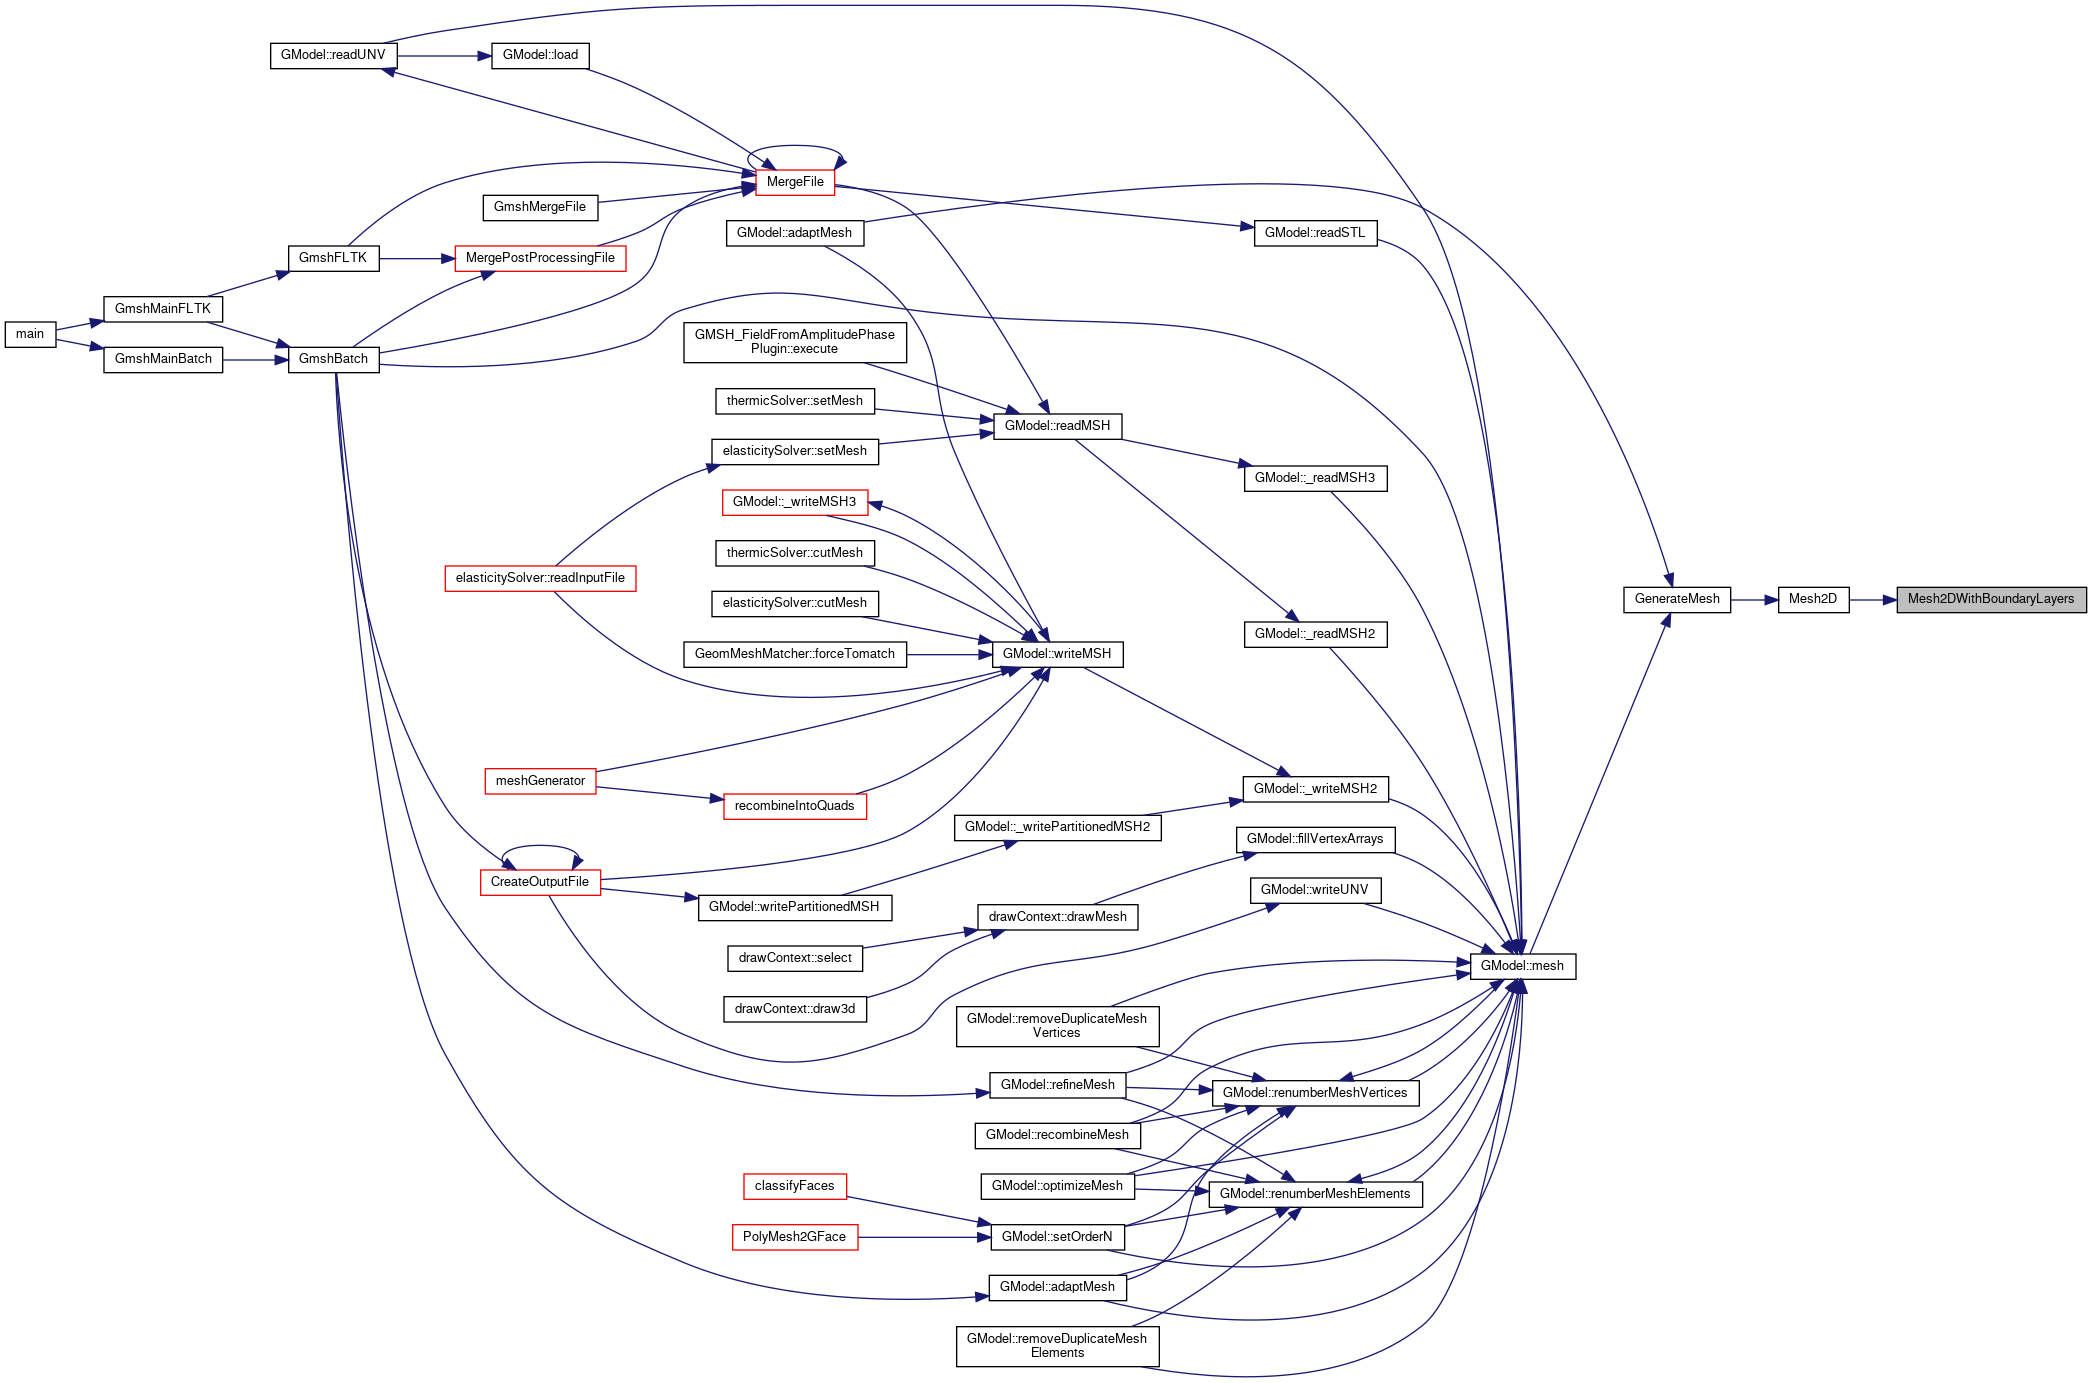 GModel::readUNV
GModel::load
MergeFile
GmshMergeFile
GModel::adaptMesh
GModel::readSTL
GmshFLTK
MergePostProcessingFile
GmshMainFLTK
main
GmshMainBatch
GmshBatch
GMSH_FieldFromAmplitudePhase
Plugin::execute
thermicSolver::setMesh
GModel::readMSH
elasticitySolver::setMesh
GModel::_readMSH3
GModel::_writeMSH3
thermicSolver::cutMesh
elasticitySolver::readInputFile
elasticitySolver::cutMesh
GenerateMesh
Mesh2D
Mesh2DWithBoundaryLayers
GModel::_readMSH2
GeomMeshMatcher::forceTomatch
GModel::writeMSH
meshGenerator
recombineIntoQuads
GModel::_writeMSH2
GModel::_writePartitionedMSH2
GModel::fillVertexArrays
CreateOutputFile
GModel::writeUNV
GModel::writePartitionedMSH
drawContext::drawMesh
drawContext::select
GModel::mesh
drawContext::draw3d
GModel::removeDuplicateMesh
Vertices
GModel::refineMesh
GModel::renumberMeshVertices
GModel::recombineMesh
classifyFaces
GModel::optimizeMesh
GModel::renumberMeshElements
PolyMesh2GFace
GModel::setOrderN
GModel::adaptMesh
GModel::removeDuplicateMesh
Elements